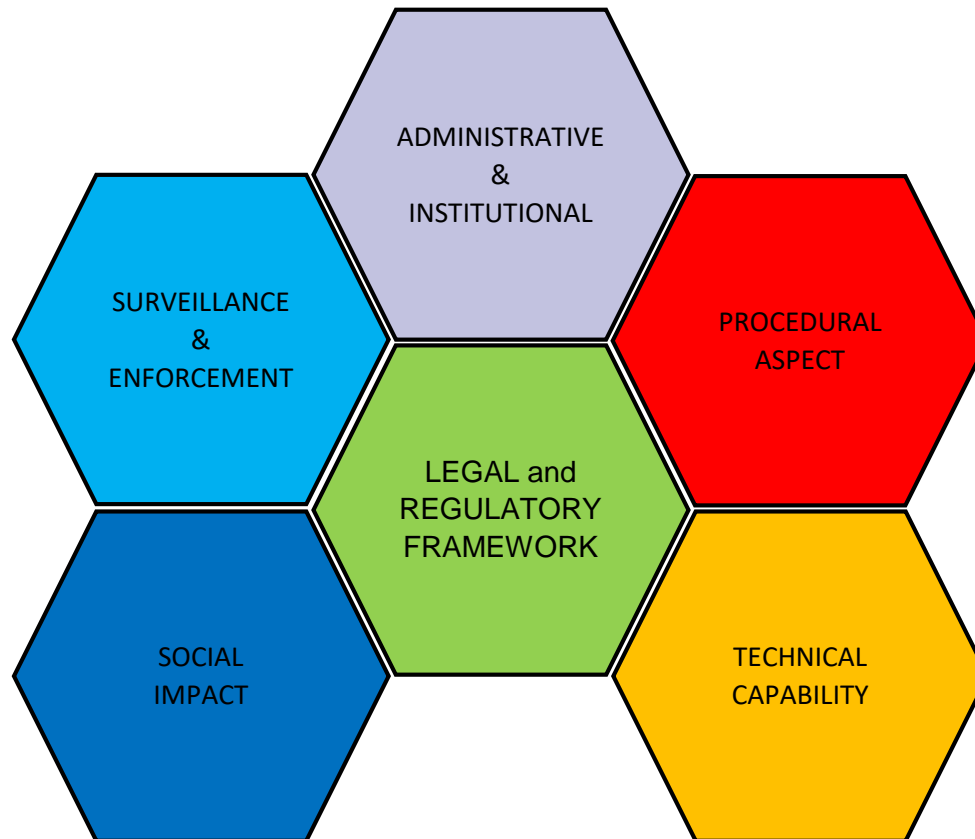 ADMINISTRATIVE
&
INSTITUTIONAL
SURVEILLANCE
&
ENFORCEMENT
PROCEDURAL
ASPECT
LEGAL and
REGULATORY
FRAMEWORK
SOCIAL
IMPACT
TECHNICAL
CAPABILITY